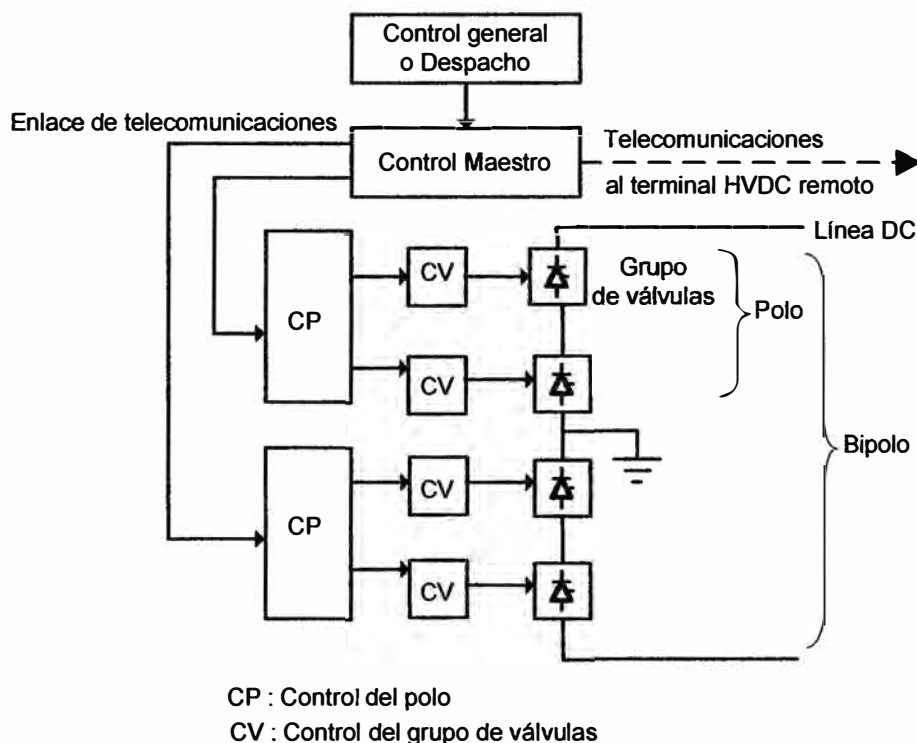 Control general
o Despacho
Enlace de telecomunicaciones
Control Maestro
Telecomunicaciones
al terminal HVDC remoto
Línea DC
CP
CV
Grupo
de válvulas
Polo
CV
Bipolo
CP
CV
CV
CP : Control del polo
CV : Control del grupo de válvulas